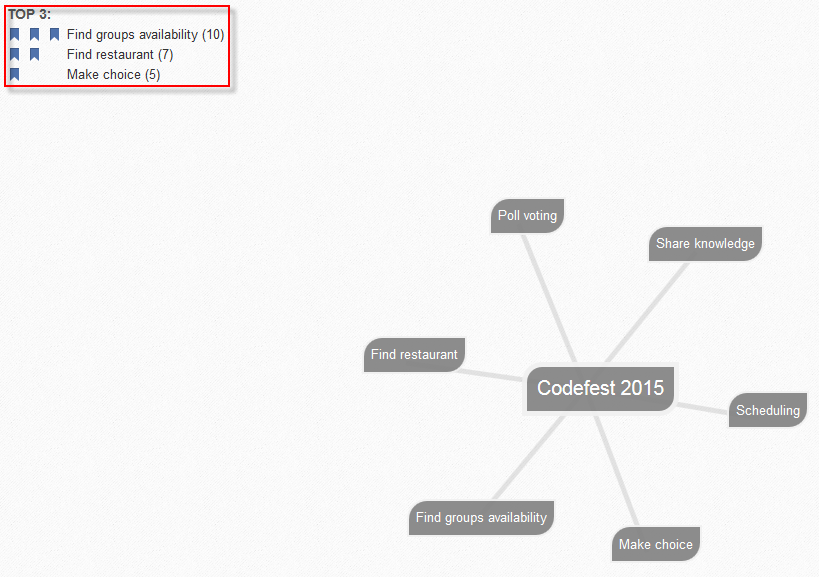 TOP 3:
Find groups availability (10)
Find restaurant (7)
Make choice (5)
Poll voting
Share knowledge
Find restaurant
Codefest 2015
Scheduling
Find groups availability
Make choice